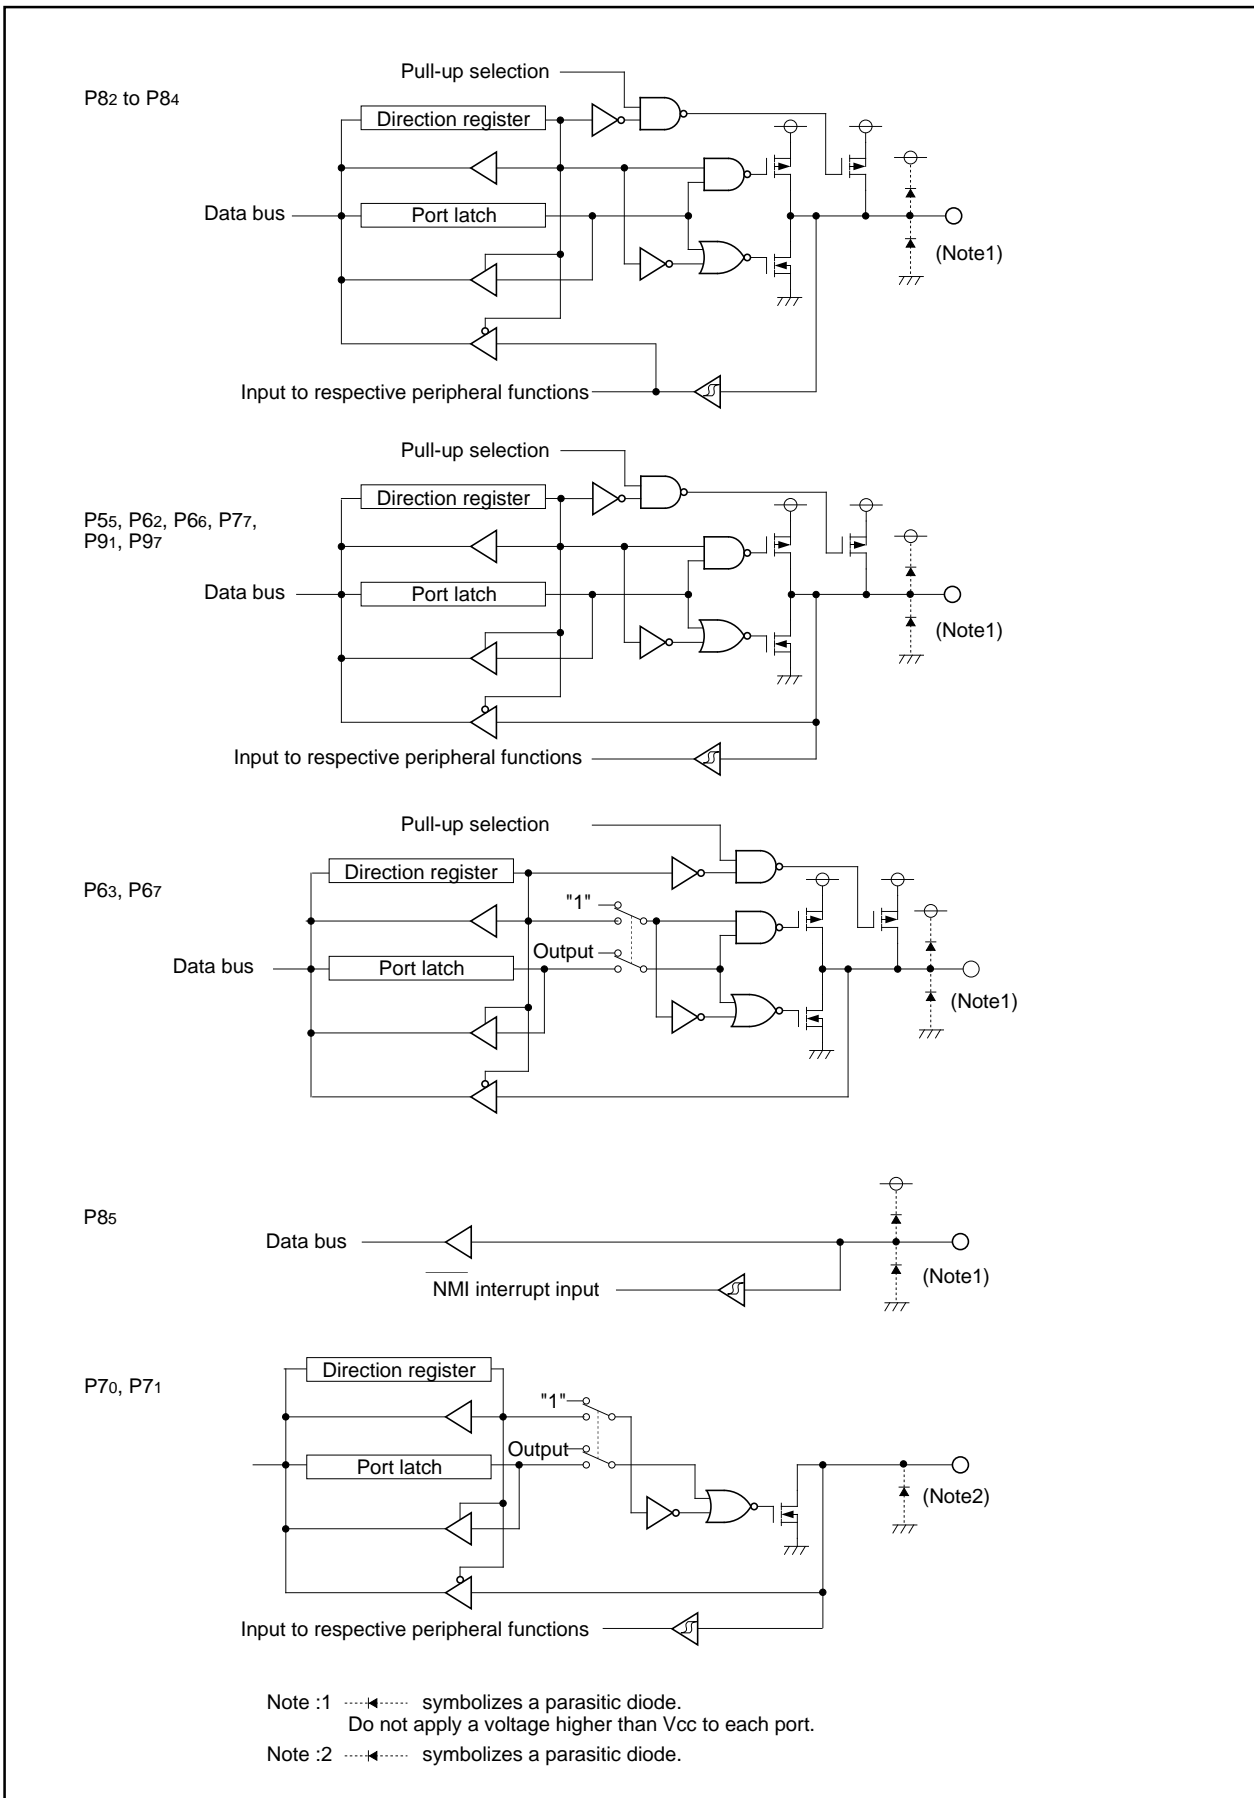 Pull-up selection
P82 to P84
Direction register
Data bus
Port latch
(Note1)
Input to respective peripheral functions
Pull-up selection
Direction register
P55, P62, P66, P77,
P91, P97
Data bus
Port latch
(Note1)
Input to respective peripheral functions
Pull-up selection
Direction register
P63, P67
"1"
Output
Data bus
Port latch
(Note1)
P85
Data bus
(Note1)
NMI interrupt input
Direction register
P70, P71
"1"
Output
Port latch
(Note2)
Input to respective peripheral functions
Note :1 symbolizes a parasitic diode.
Do not apply a voltage higher than Vcc to each port.
Note :2 symbolizes a parasitic diode.